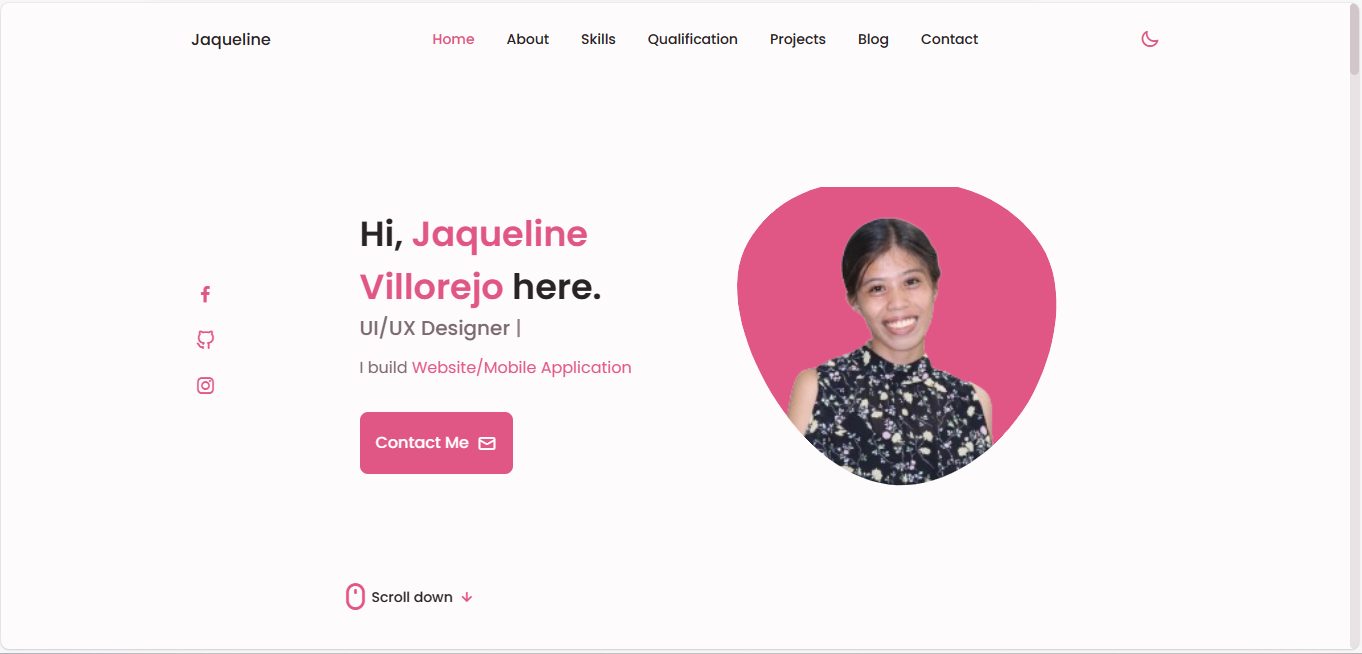 Jaqueline
Home About Skills Qualification Projects Blog Contact
Hi, Jaqueline
Villorejo here.
UI/UX Designer |
I build Website/Mobile Application
Contact Me
Scroll down